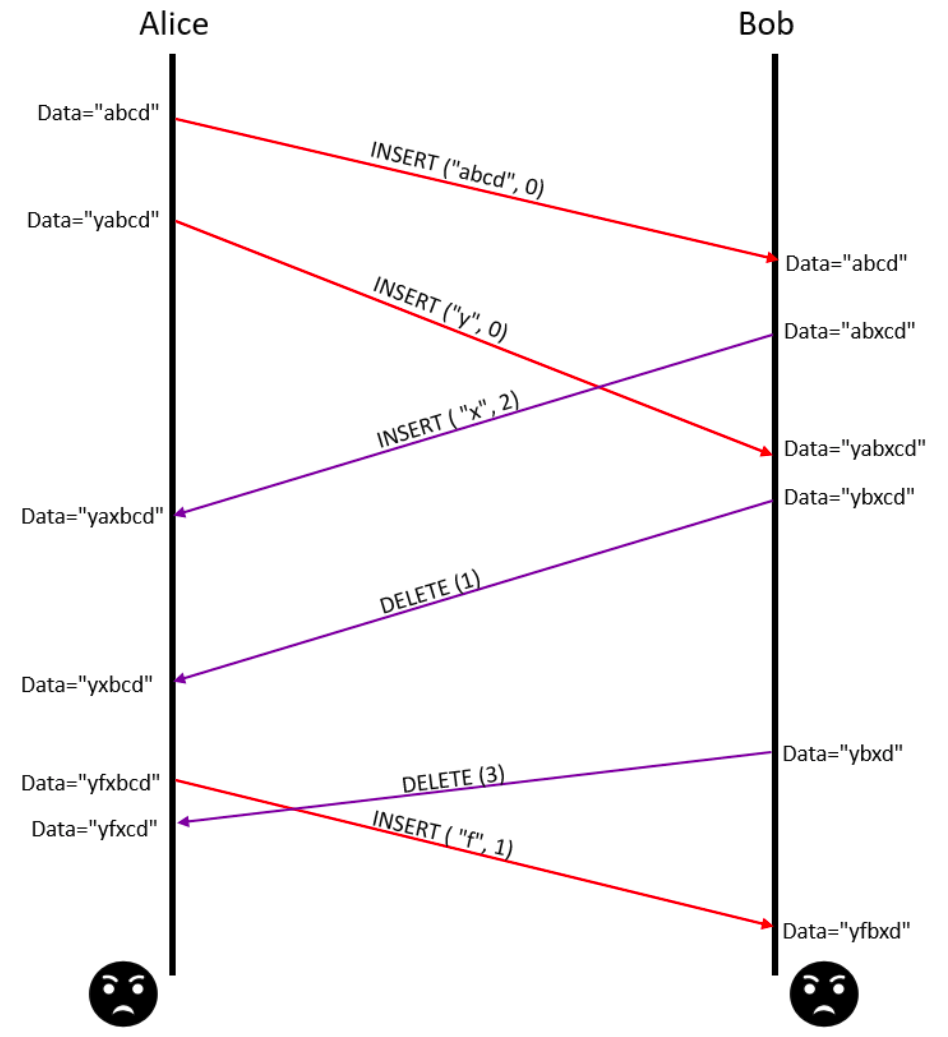 Alice
Bob
Data="abcd"
INSERT ("abcd", 0)
Data="yabcd"
Data="abcd"
INSERT ("y", 0)
Data="abxcd"
INSERT ( "x", 2)
Data="yabxcd"
Data="ybxcd"
Data="yaxbcd"
DELETE (1)
Data="yxbcd"
Data="ybxd"
DELETE (3)
Data="yfxbcd"
Data="yfxcd"
INSERT ( "f", 1)
Data="yfbxd"